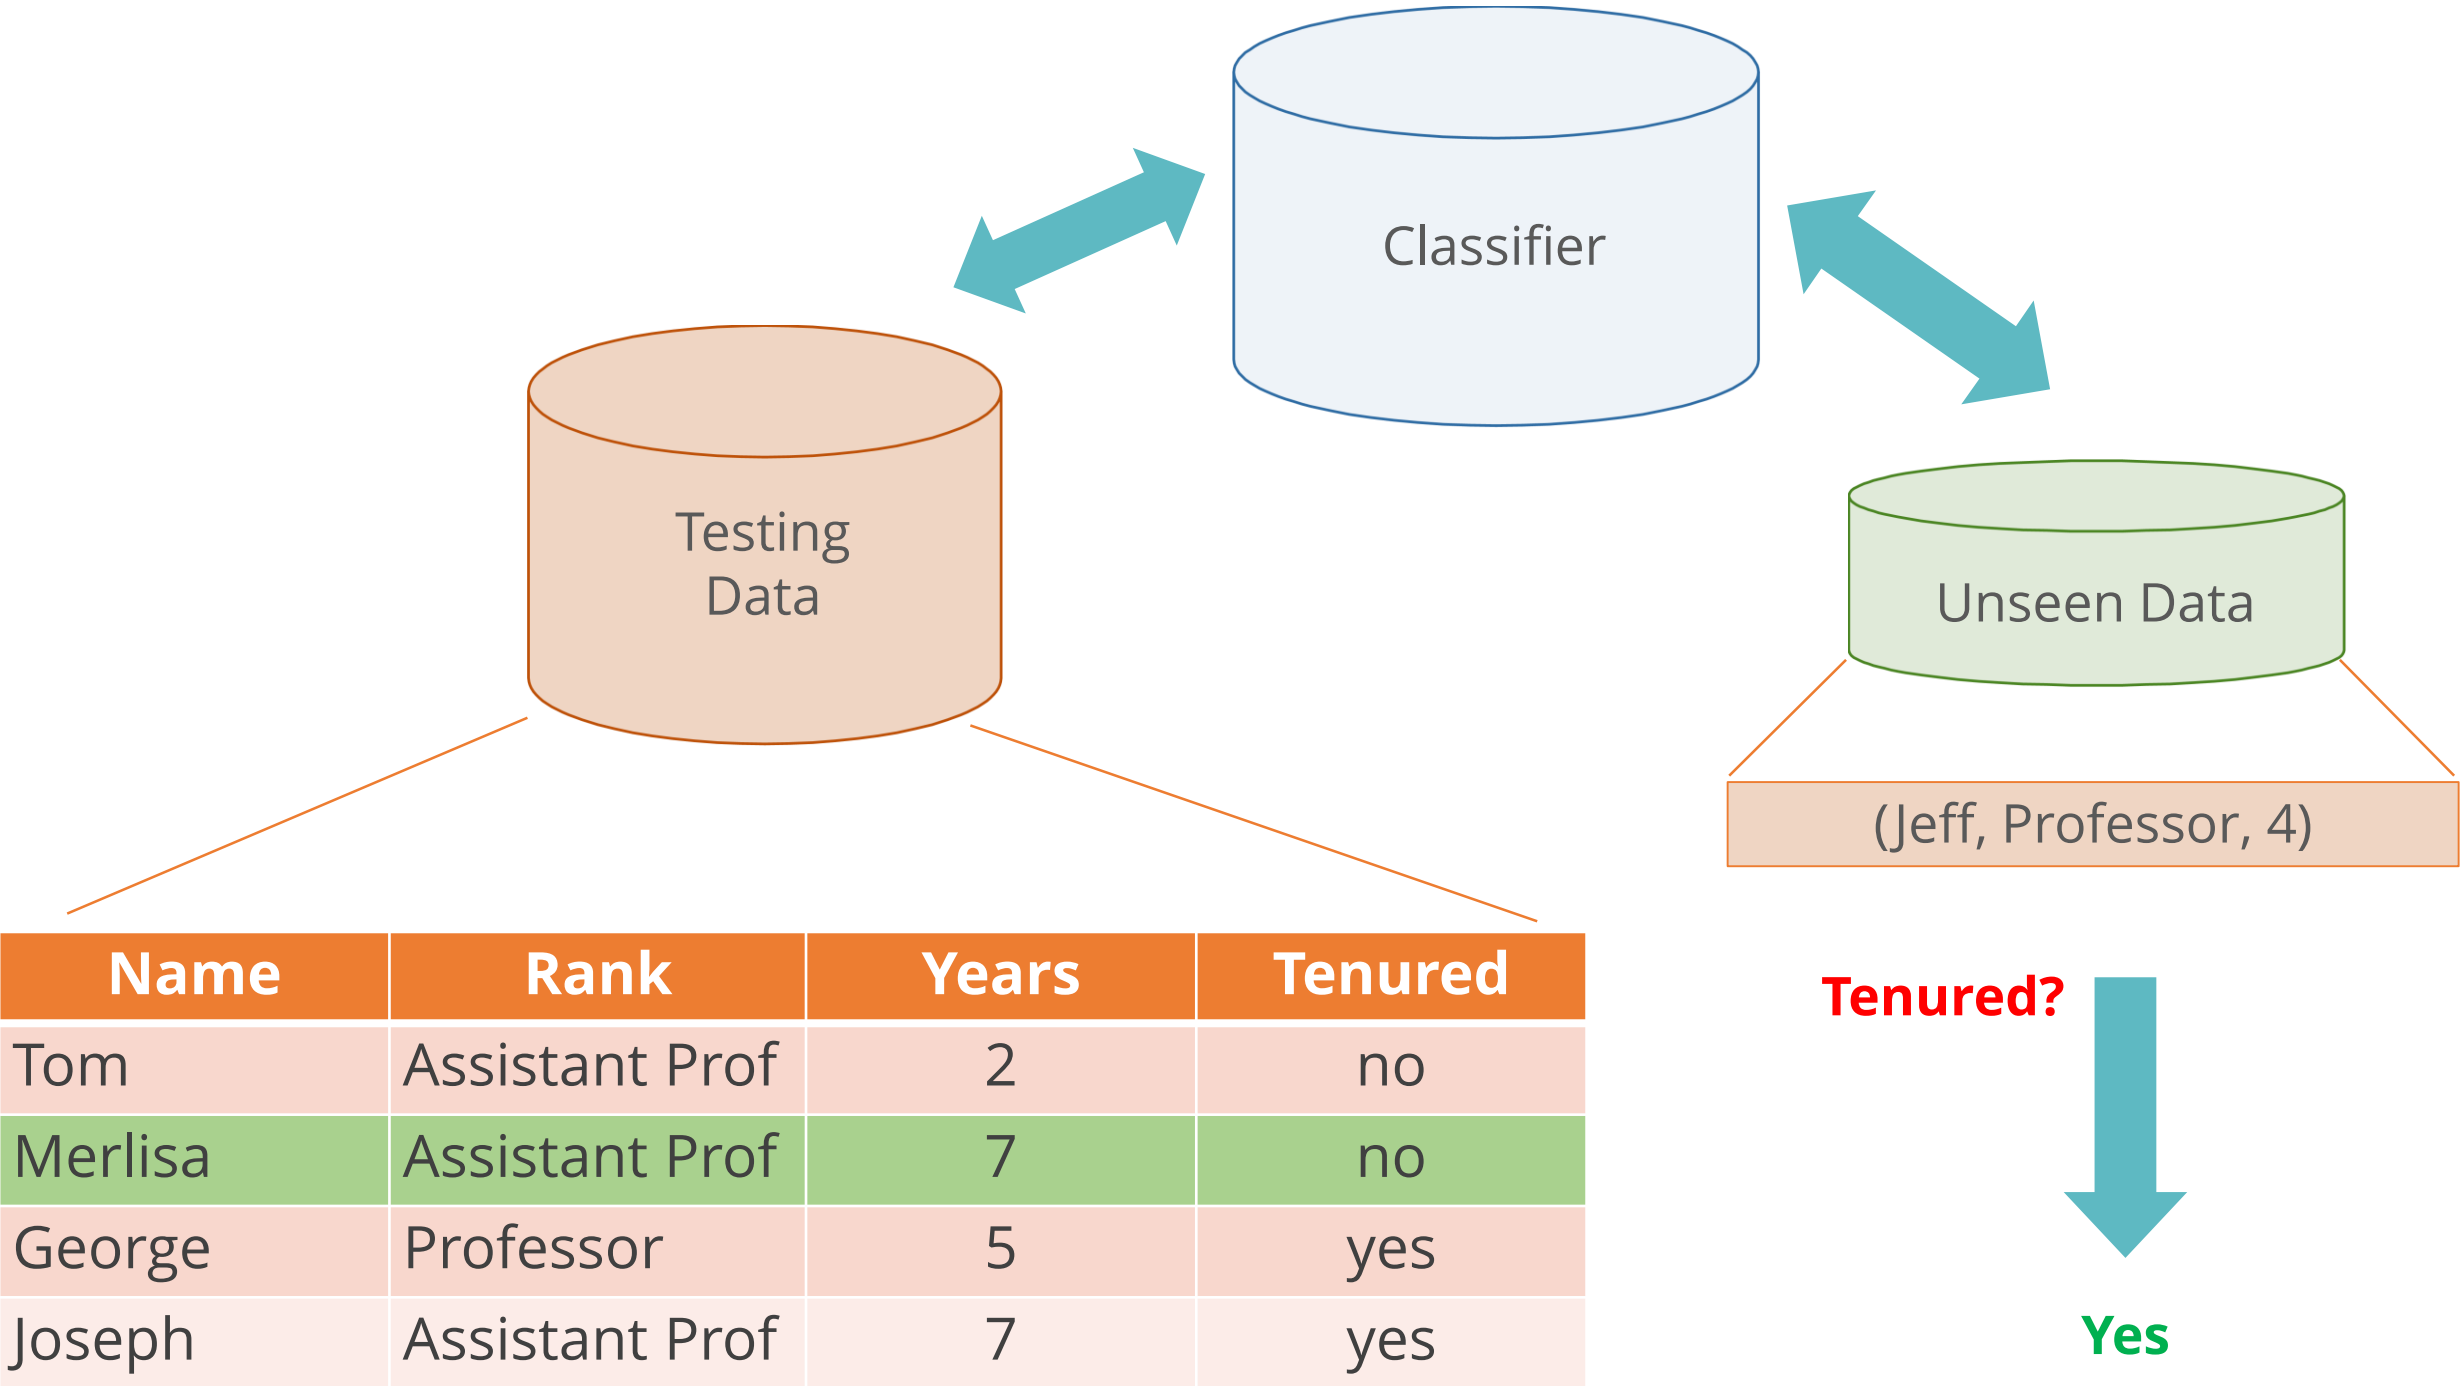 Classifier
Testing
Data
Unseen Data
(Jeff, Professor, 4)
Name Rank Years Tenured
Tom Assistant Prof 2 no
Merlisa Assistant Prof 7 no
George Professor 5 yes
Joseph Assistant Prof 7 yes
Tenured?
Yes